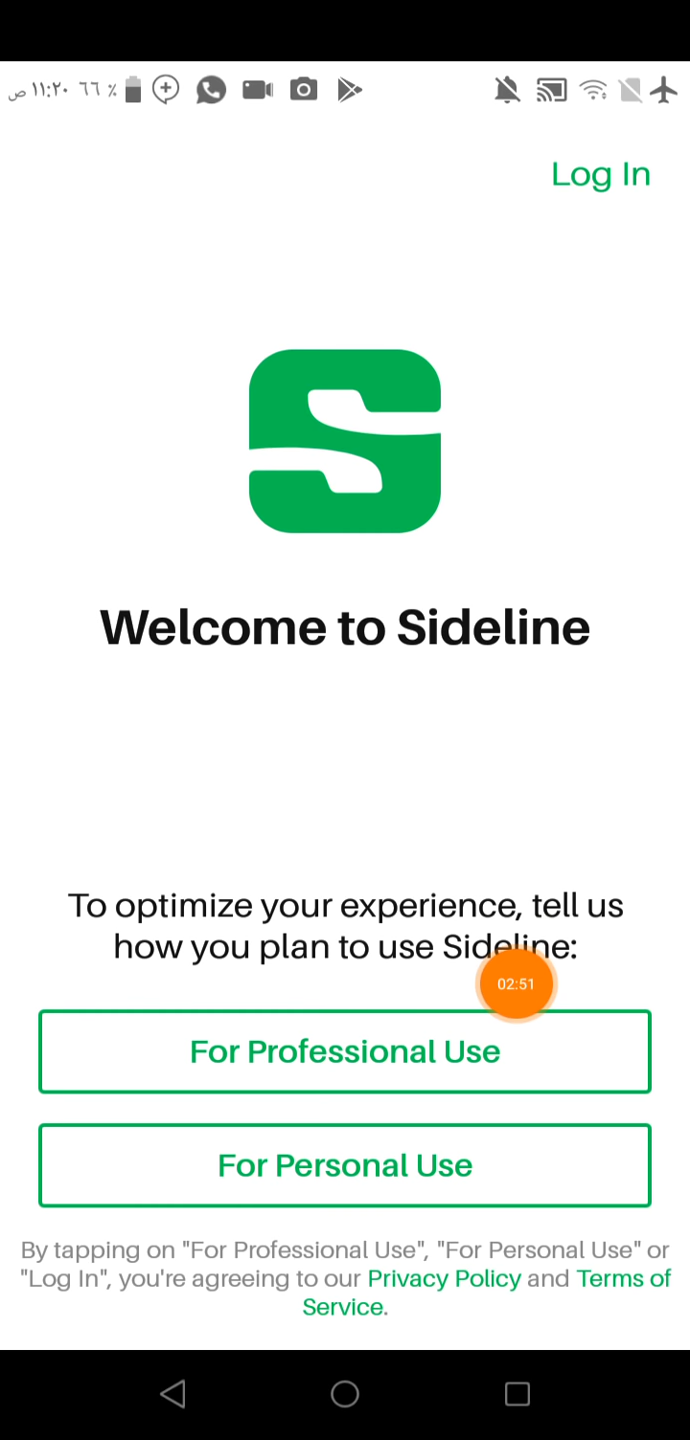 ص ١١:٢٠ ٦٦ ٪
Log In
Welcome to Sideline
To optimize your experience, tell us
how you plan to use Sideline:
02:51
For Professional Use
For Personal Use
By tapping on "For Professional Use", "For Personal Use" or
"Log In", you're agreeing to our Privacy Policy and Terms of
Service.